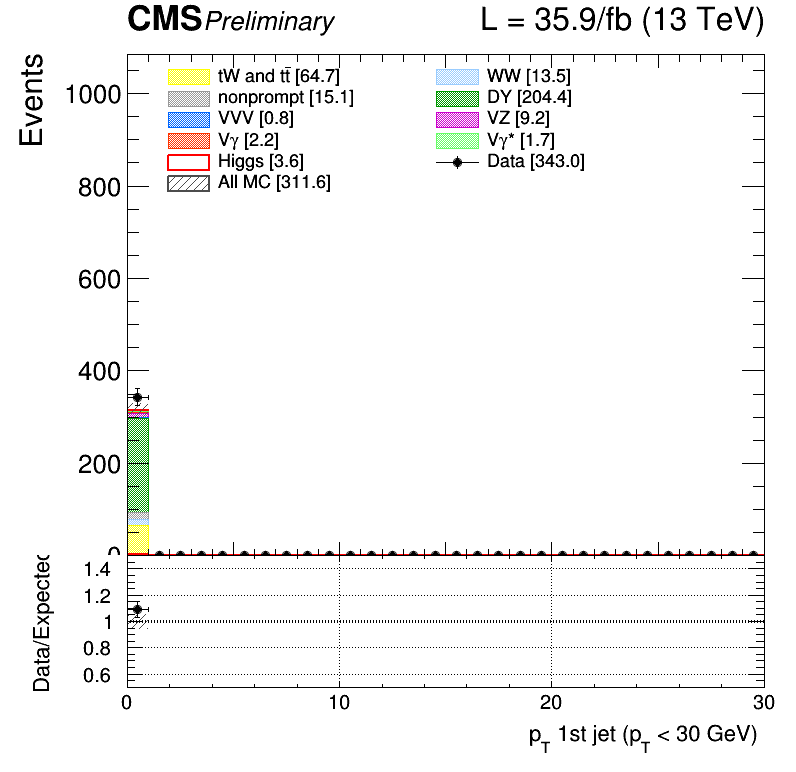 CMS Preliminary L = 35.9/fb (13 TeV)
Events
tW and tt̄ [64.7]
nonprompt [15.1]
VVV [0.8]
Vγ [2.2]
Higgs [3.6]
All MC [311.6]
WW [13.5]
DY [204.4]
VZ [9.2]
Vγ* [1.7]
Data [343.0]
1000
800
600
400
200
0
Data/Expected
1.4
1.2
1
0.8
0.6
0 10 20 30
p_T 1st jet (p_T < 30 GeV)